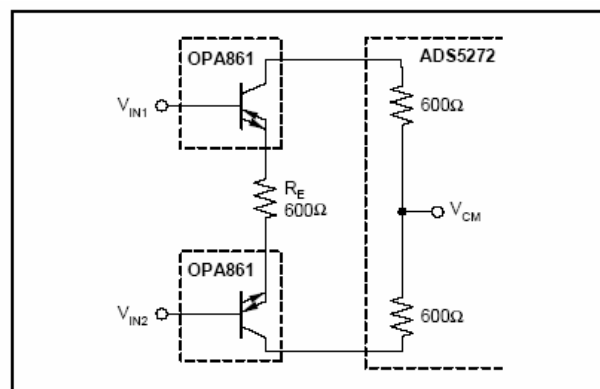 OPA861
ADS5272
600Ω
V_IN1
R_E
600Ω
V_CM
OPA861
V_IN2
600Ω